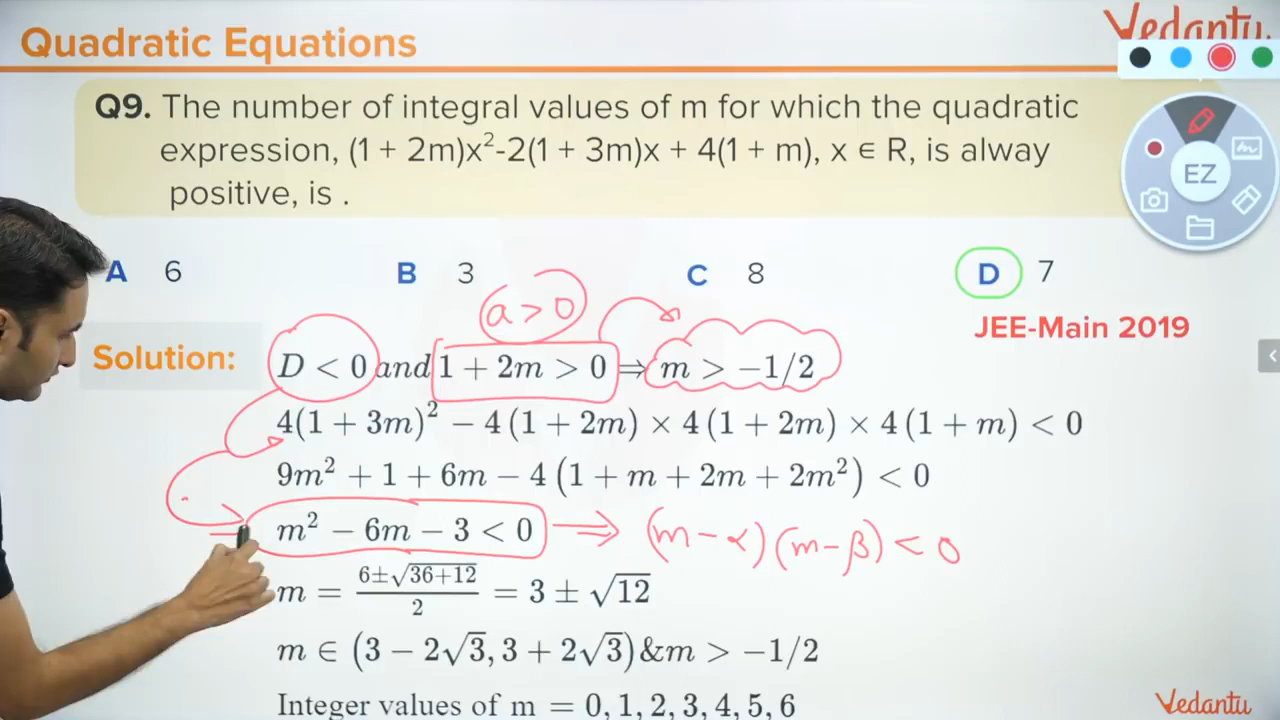 Quadratic Equations
Vedantu
Q9. The number of integral values of m for which the quadratic
expression, (1 + 2m)x²-2(1 + 3m)x + 4(1 + m), x ∈ R, is alway
positive, is .
EZ
A 6 B 3 C 8 D 7
a > 0
JEE-Main 2019
Solution: D < 0 and 1 + 2m > 0 ⇒ m > −1/2
4(1 + 3m)² − 4 (1 + 2m) × 4 (1 + 2m) × 4 (1 + m) < 0
9m² + 1 + 6m − 4 (1 + m + 2m + 2m²) < 0
m² − 6m − 3 < 0 ⇒ (m − α)(m − β) < 0
m = 6±√36+12 / 2 = 3 ± √12
m ∈ (3 − 2√3, 3 + 2√3)&m > −1/2
Integer values of m = 0, 1, 2, 3, 4, 5, 6
Vedantu